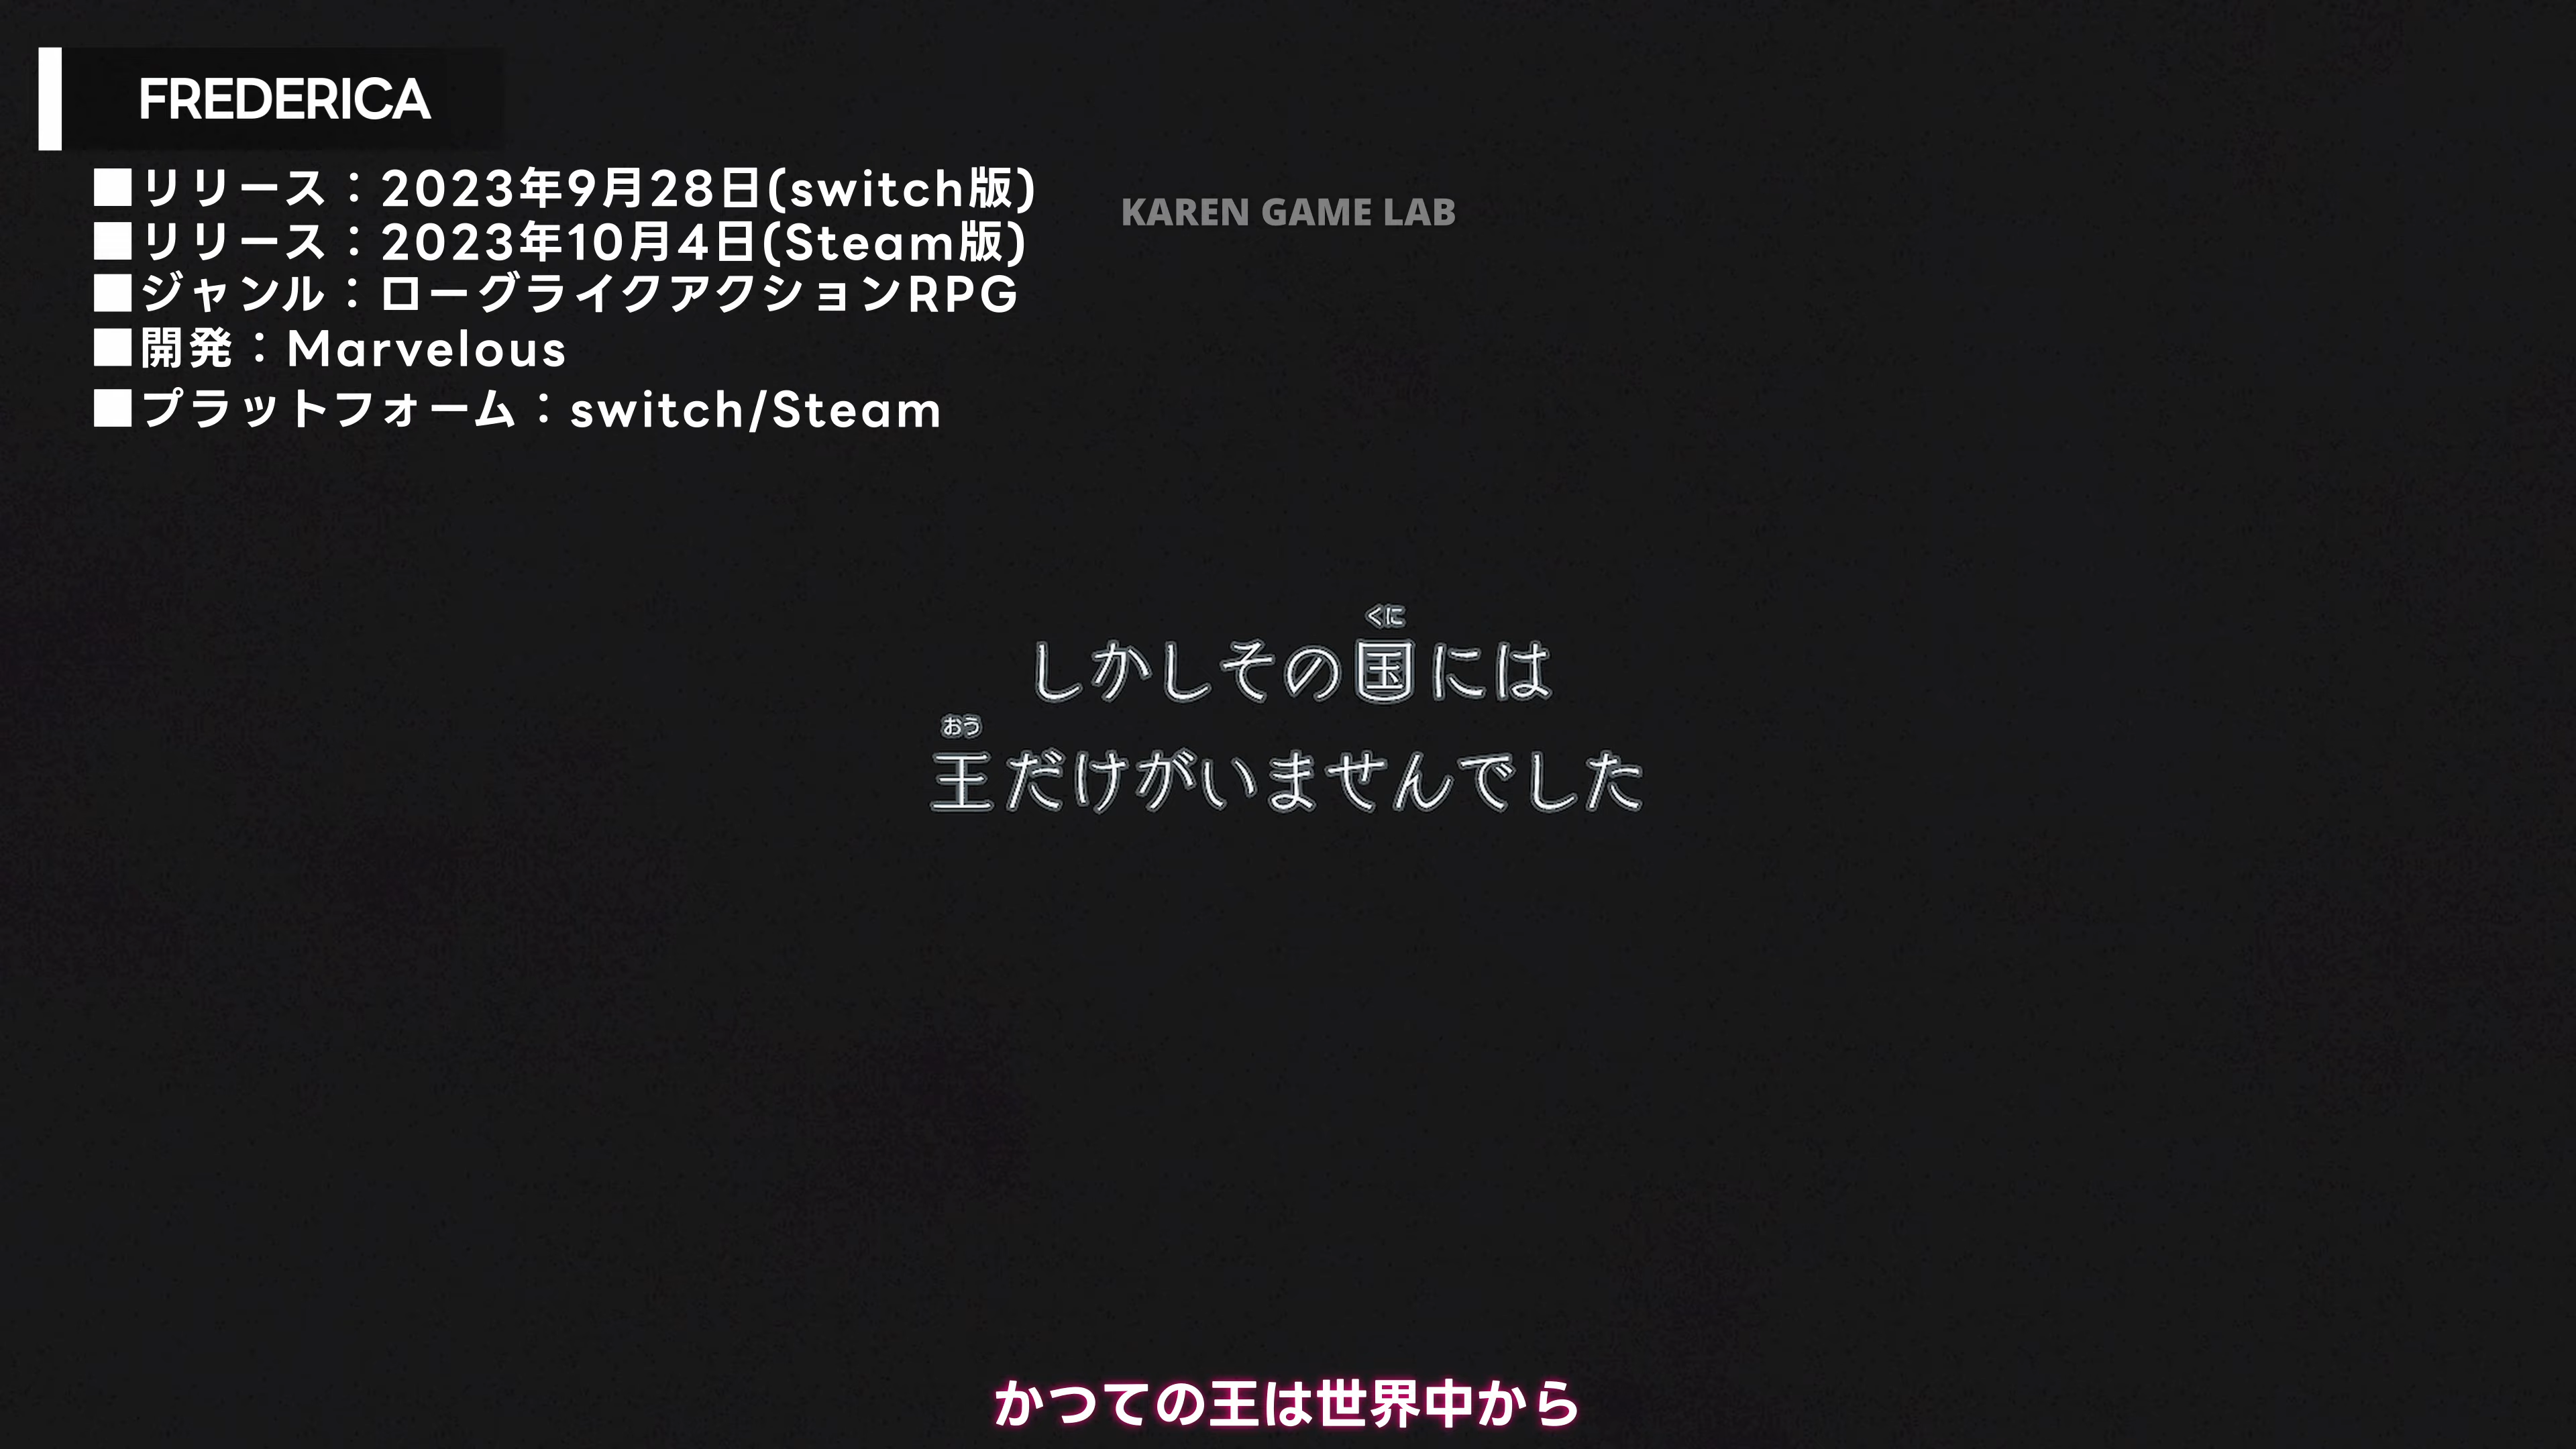 FREDERICA
■リリース：2023年9月28日(switch版)
■リリース：2023年10月4日(Steam版)
■ジャンル：ローグライクアクションRPG
■開発：Marvelous
■プラットフォーム：switch/Steam
KAREN GAME LAB
くに
しかしその国には
おう
王だけがいませんでした
かつての王は世界中から